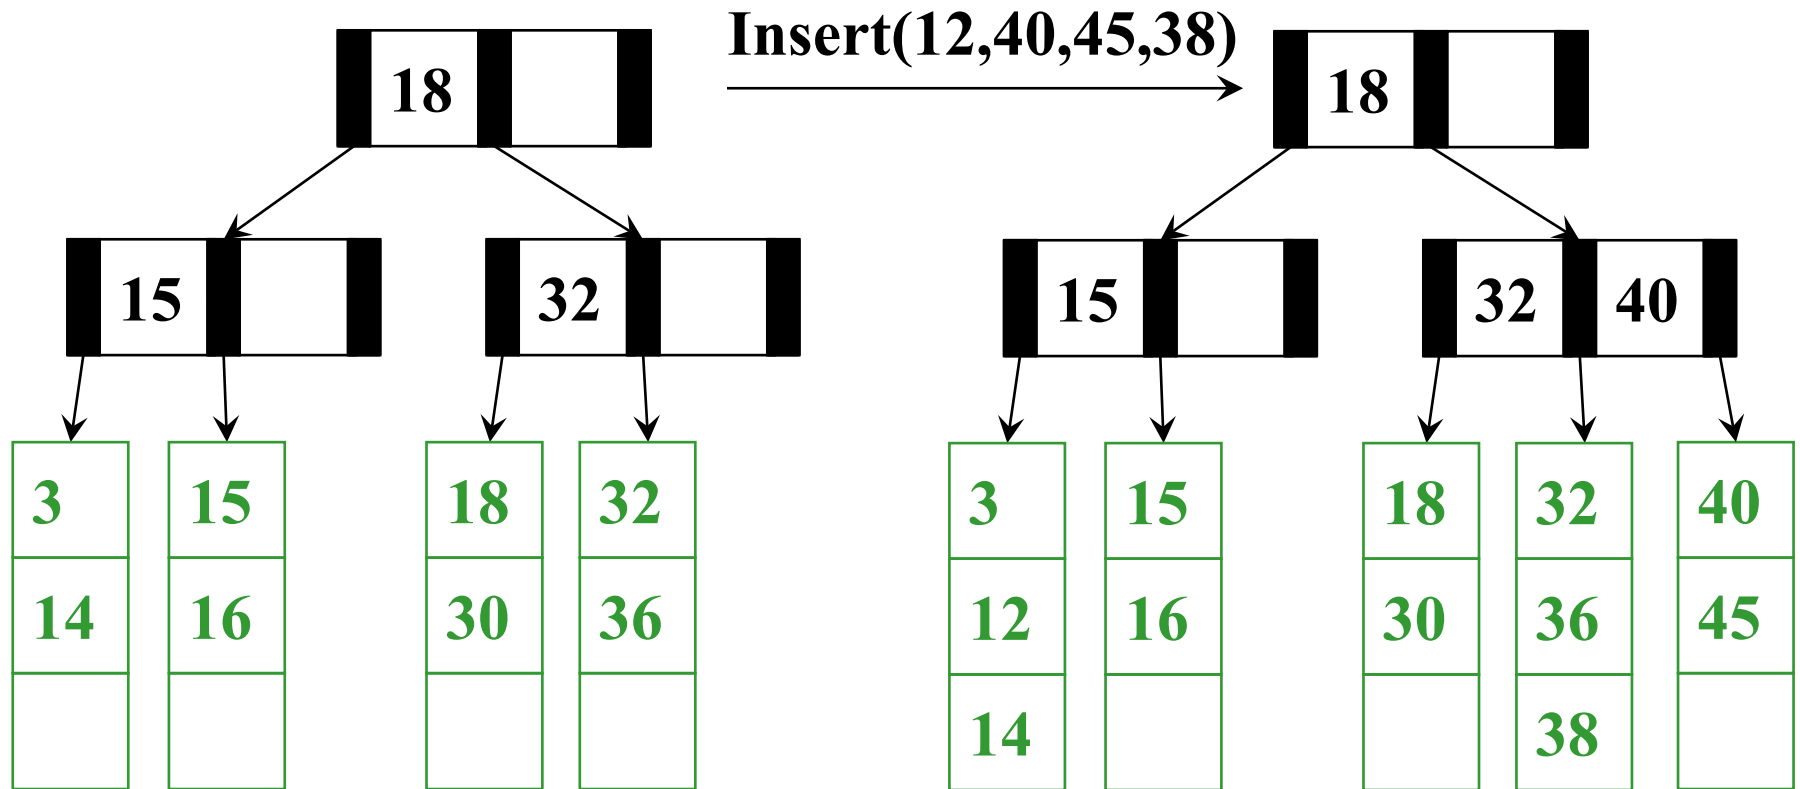 Insert(12,40,45,38)
18 18
15 32 15 32 40
3 15 18 32 3 15 18 32 40
14 16 30 36 12 16 30 36 45
14 38